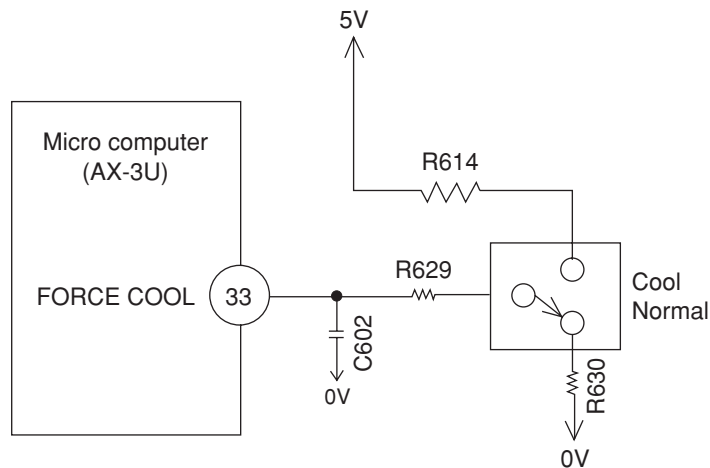 5V
Micro computer
(AX-3U)
R614
FORCE COOL
33
R629
C602
0V
Cool
Normal
R630
0V